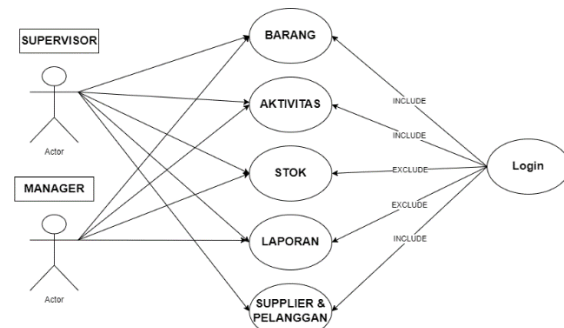 SUPERVISOR
Actor
MANAGER
Actor
BARANG
AKTIVITAS
STOK
LAPORAN
SUPPLIER &
PELANGGAN
INCLUDE
INCLUDE
EXCLUDE
EXCLUDE
INCLUDE
Login